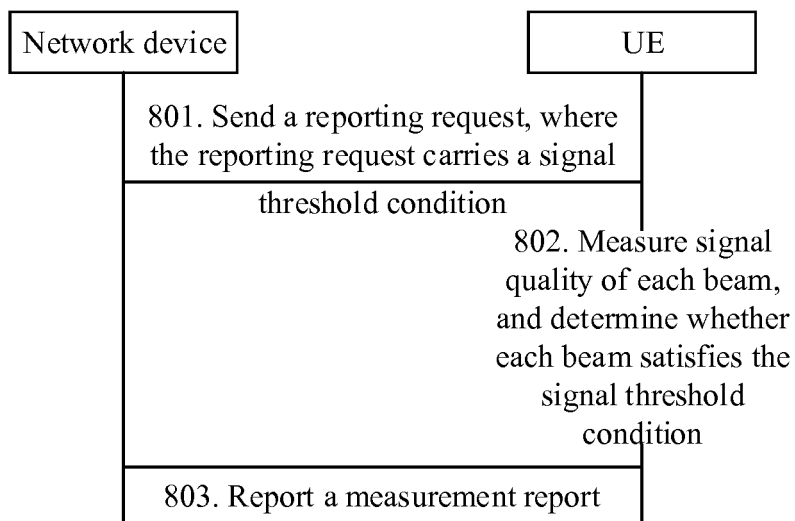 Network device
UE
801. Send a reporting request, where
the reporting request carries a signal
threshold condition
802. Measure signal
quality of each beam,
and determine whether
each beam satisfies the
signal threshold
condition
803. Report a measurement report